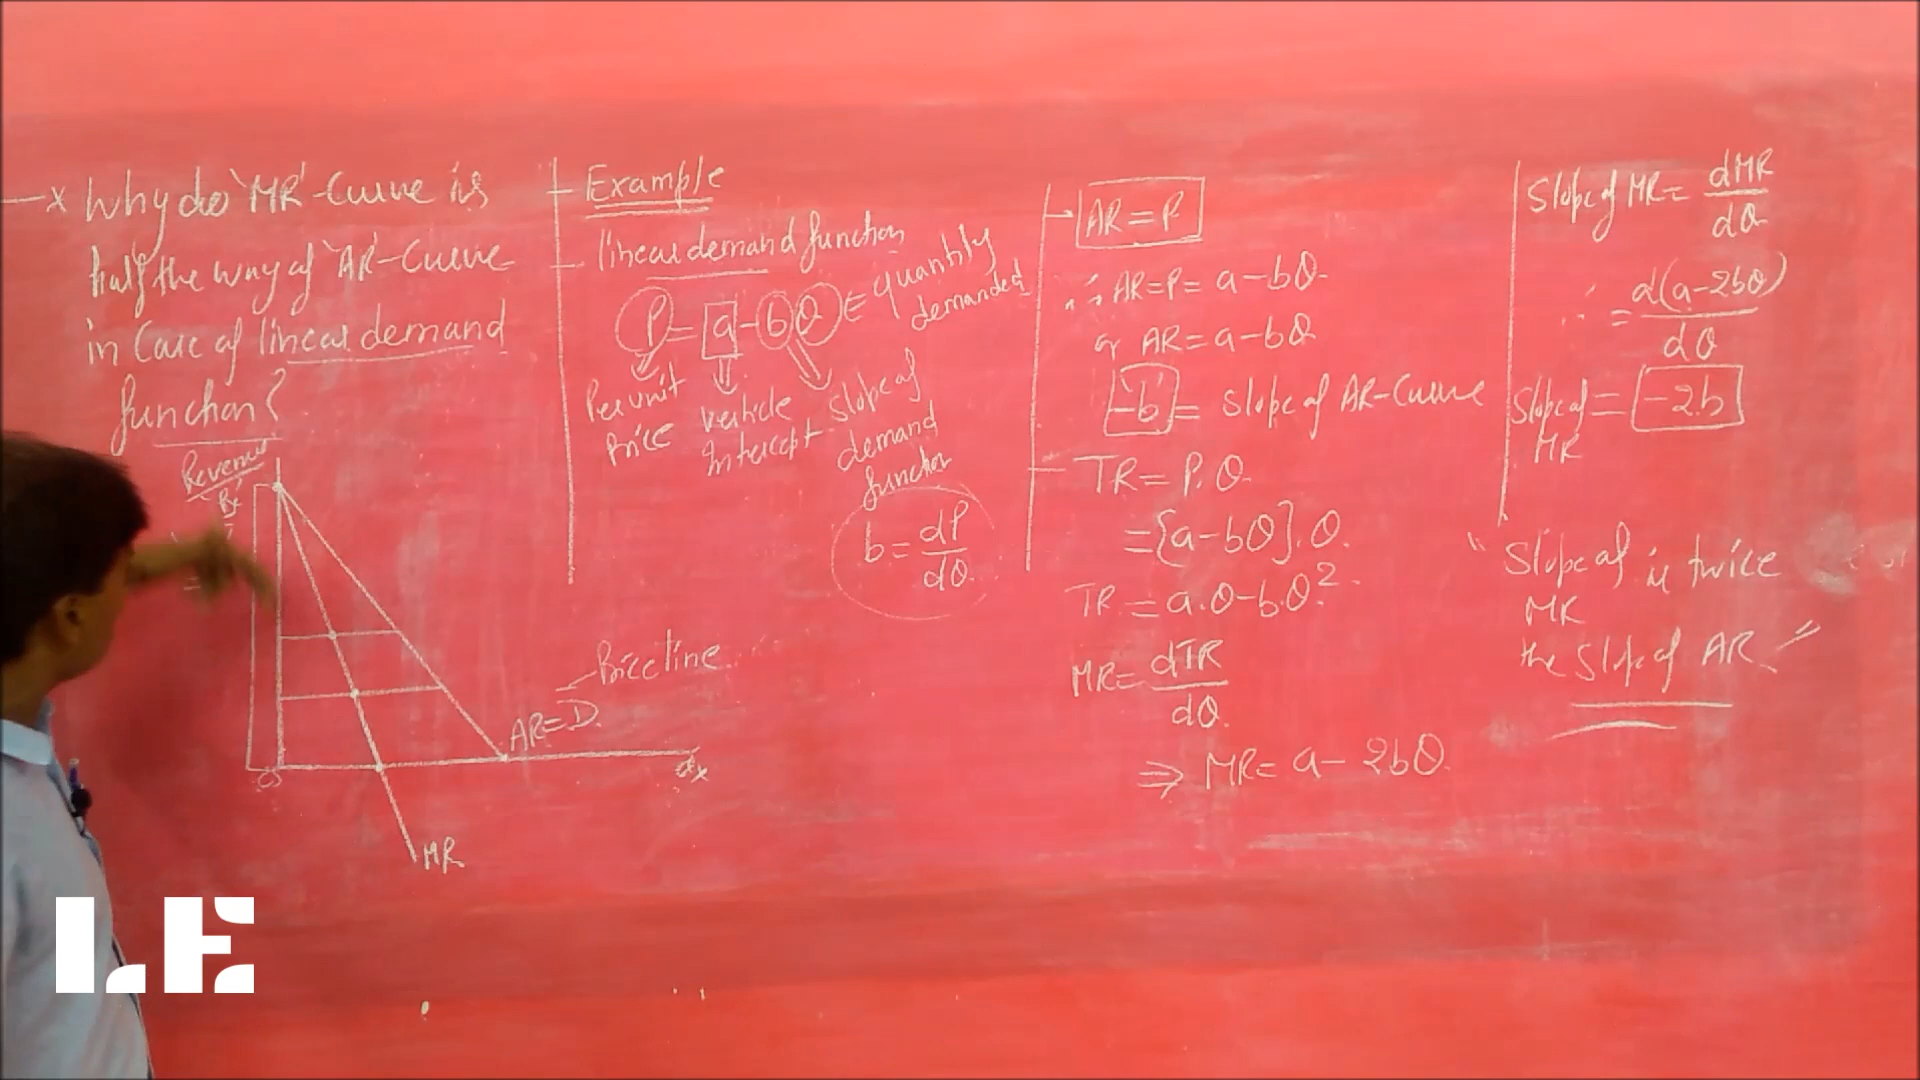 x Why do 'MR'-Curve is
half the way of 'AR'-Curve
in Case of linear demand
function?
Revenue
O
AR=D
Price line
MR
Example
linear demand function
P = a - bQ = quantity
demanded
Per unit
Price
verticle
Intercept
Slope of
demand
function
b = dP
dQ
AR = P
∴ AR = P = a - bQ
or AR = a - bQ
-b = Slope of AR-Curve
TR = P.Q
= {a - bQ}.Q
TR = a.Q - b.Q²
MR = dTR
dQ
⇒ MR = a - 2bQ
Slope of MR = dMR
dQ
= d(a - 2bQ)
dQ
Slope of = -2b
MR
"Slope of is twice
MR
the Slope of AR"
LE